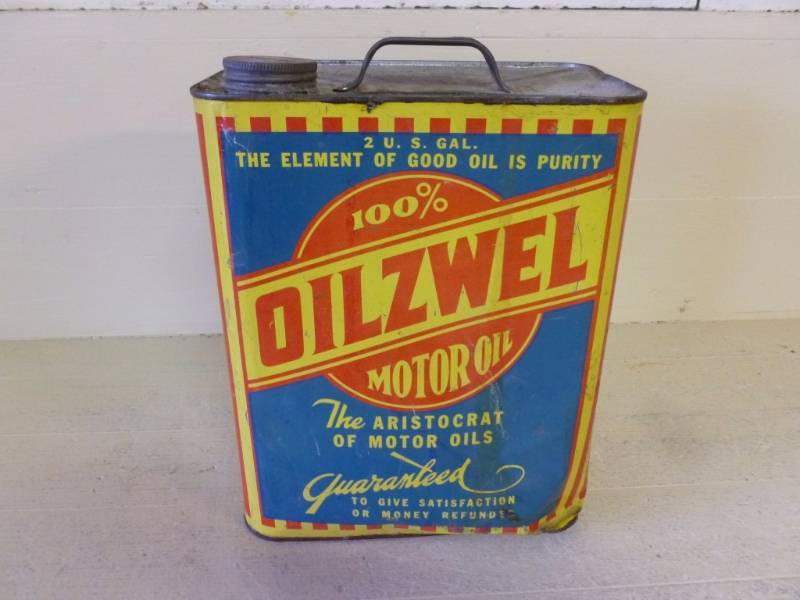 2 U. S. GAL.
THE ELEMENT OF GOOD OIL IS PURITY
100%
OILZWEL
MOTOR OIL
The ARISTOCRAT
OF MOTOR OILS
Guaranteed
TO GIVE SATISFACTION
OR MONEY REFUNDED